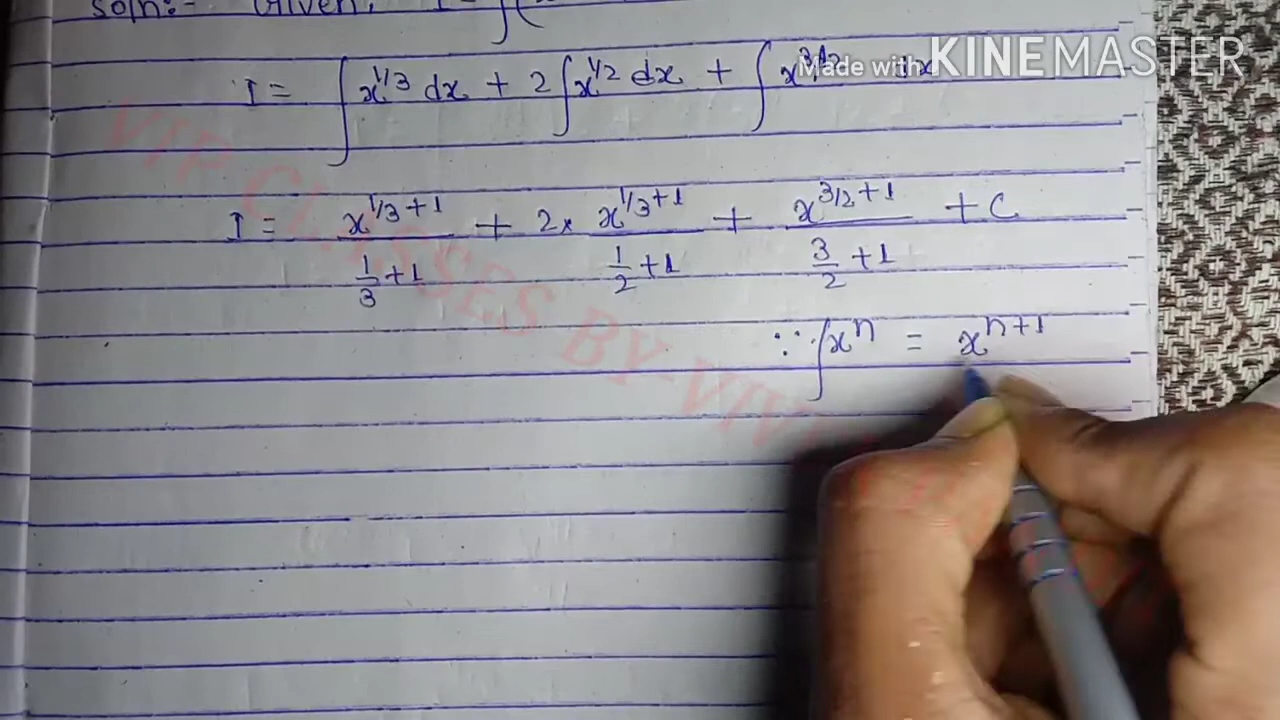 Soln:- Given, I = ∫(
I = ∫x^1/3 dx + 2∫x^1/2 dx + ∫x^3/2 dx
Made with KINEMASTER
I = x^1/3+1 / (1/3 +1) + 2× x^1/3+1 / (1/2 +1) + x^3/2+1 / (3/2 +1) + C
∵ ∫x^n = x^n+1
VIP CLASSES BY-VIV